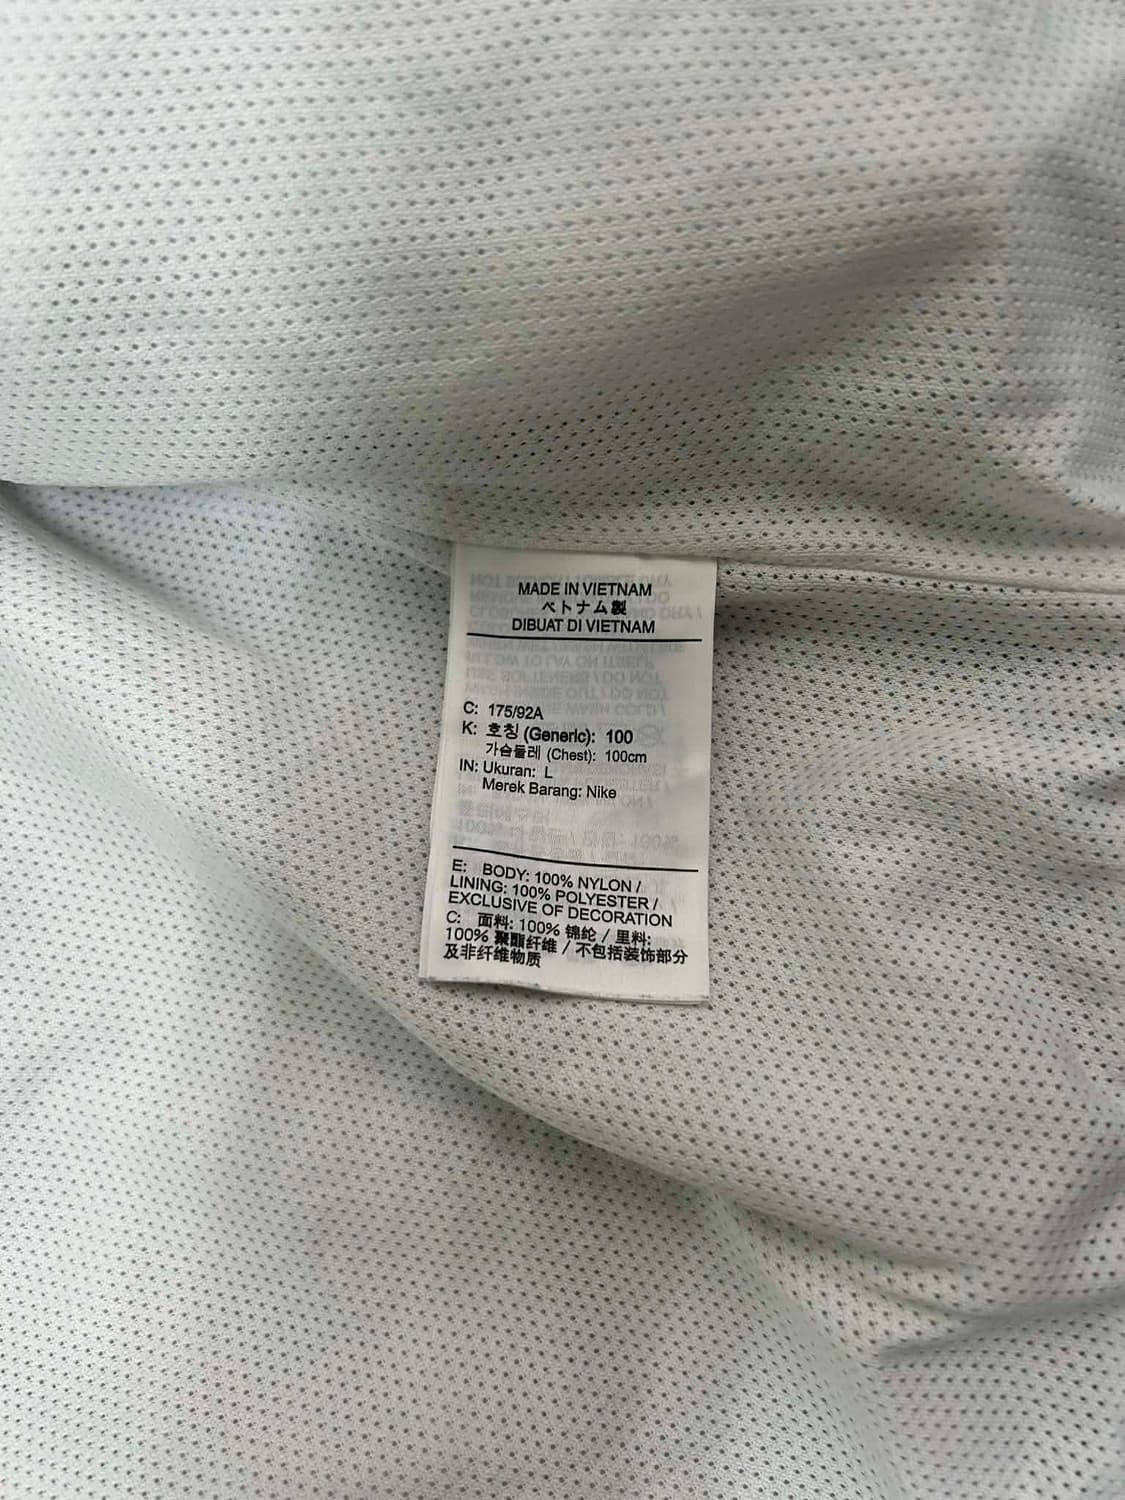 MADE IN VIETNAM
ベトナム製
DIBUAT DI VIETNAM
C: 175/92A
K: 호칭 (Generic): 100
가슴둘레 (Chest): 100cm
IN: Ukuran: L
Merek Barang: Nike
E: BODY: 100% NYLON /
LINING: 100% POLYESTER /
EXCLUSIVE OF DECORATION
C: 面料: 100% 锦纶 / 里料:
100% 聚酯纤维 / 不包括装饰部分
及非纤维物质